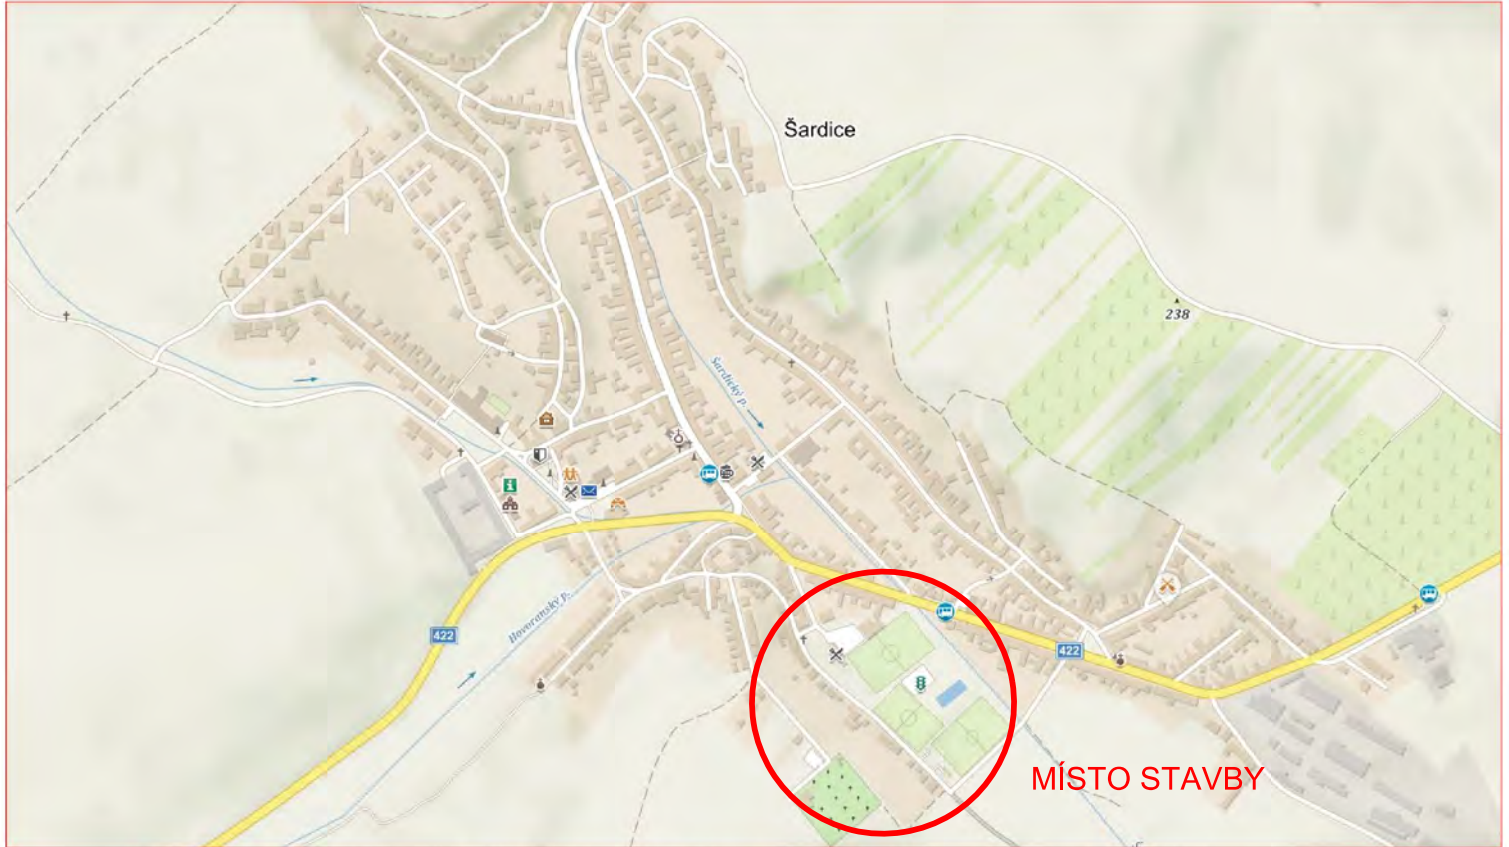 Šardice
238
Šardický p.
422
Hovoranský p.
422
MÍSTO STAVBY